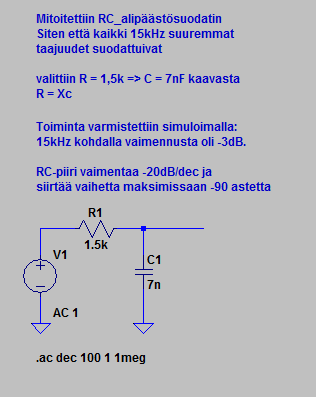 Mitoitettiin RC_alipäästösuodatin
Siten että kaikki 15kHz suuremmat
taajuudet suodattuivat
valittiin R = 1,5k => C = 7nF kaavasta
R = Xc
Toiminta varmistettiin simuloimalla:
15kHz kohdalla vaimennusta oli -3dB.
RC-piiri vaimentaa -20dB/dec ja
siirtää vaihetta maksimissaan -90 astetta
R1
1.5k
V1
C1
7n
AC 1
.ac dec 100 1 1meg